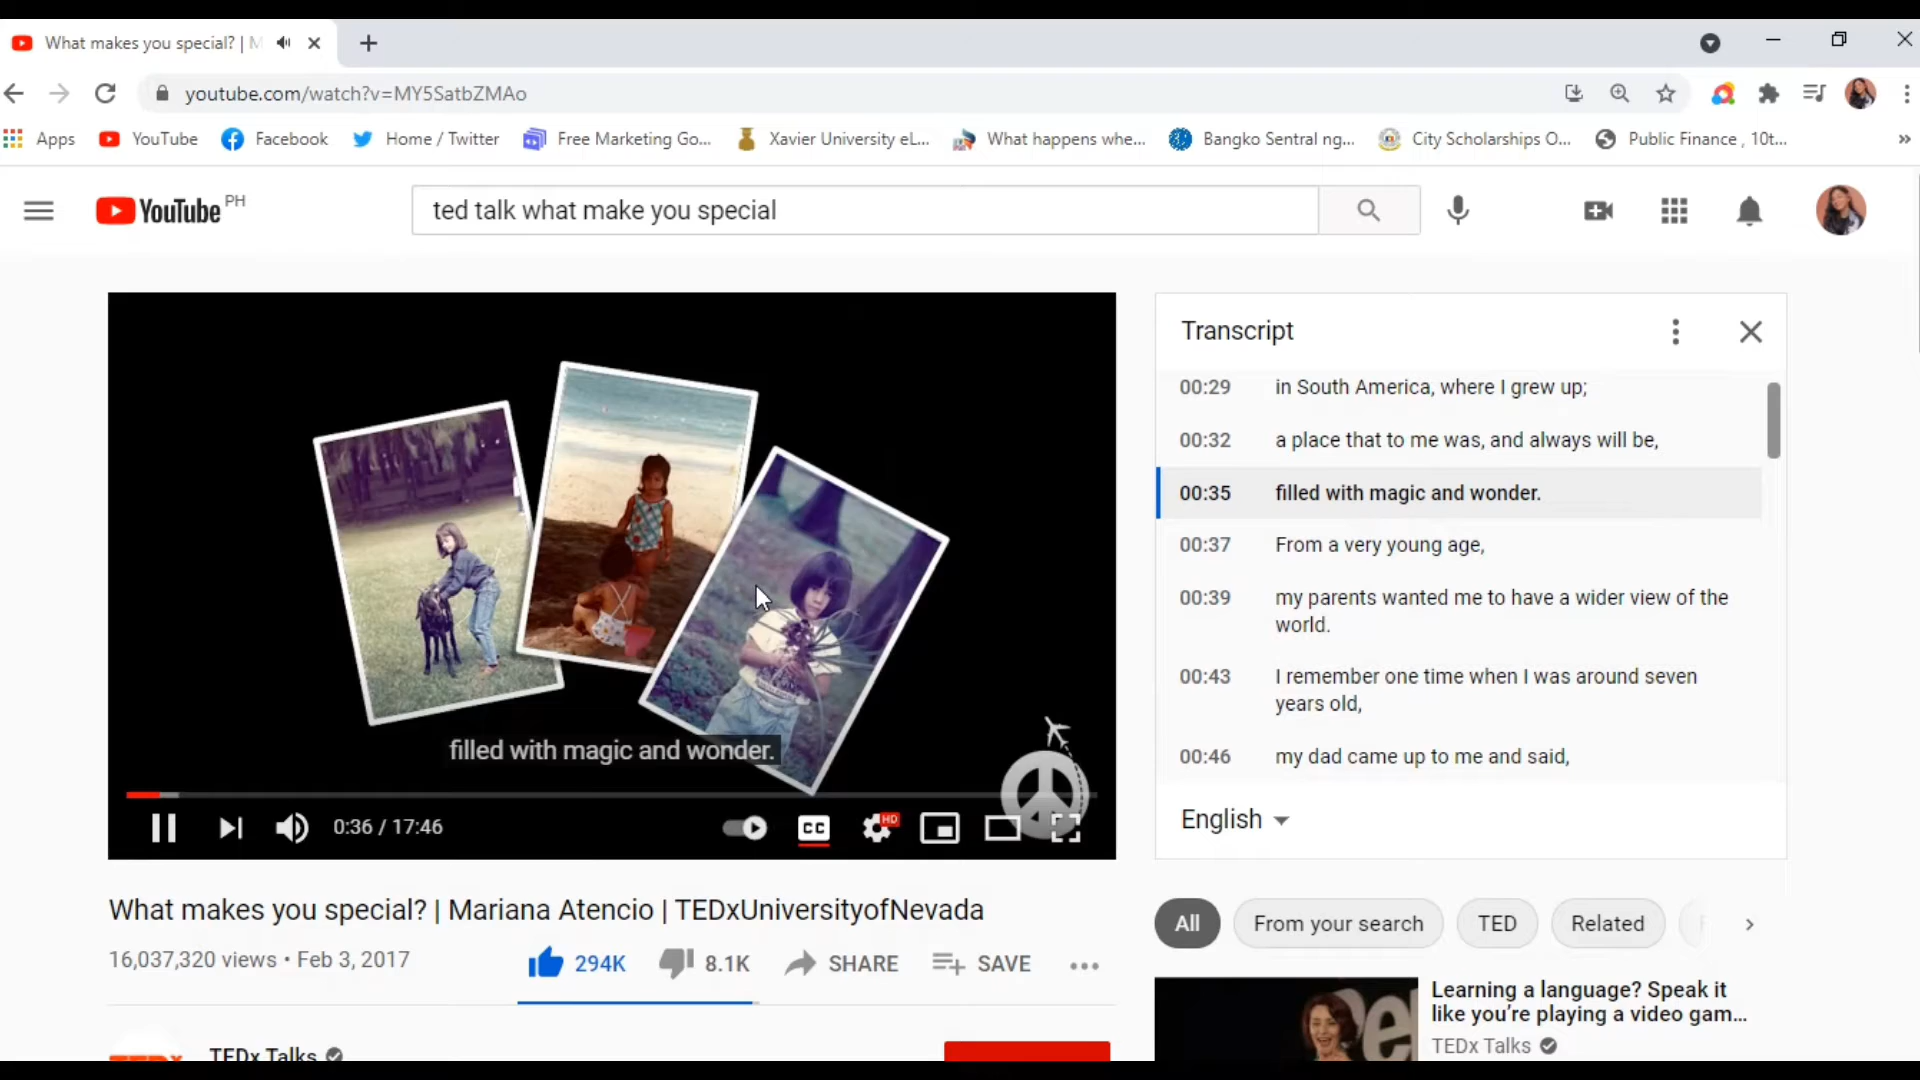 What makes you special? | M
youtube.com/watch?v=MY5SatbZMAo
Apps YouTube Facebook Home / Twitter Free Marketing Go... Xavier University eL... What happens whe... Bangko Sentral ng... City Scholarships O... Public Finance , 10t... »
YouTube PH
ted talk what make you special
filled with magic and wonder.
0:36 / 17:46
CC
HD
Transcript
00:29 in South America, where I grew up;
00:32 a place that to me was, and always will be,
00:35 filled with magic and wonder.
00:37 From a very young age,
00:39 my parents wanted me to have a wider view of the
world.
00:43 I remember one time when I was around seven
years old,
00:46 my dad came up to me and said,
English
What makes you special? | Mariana Atencio | TEDxUniversityofNevada
16,037,320 views • Feb 3, 2017
294K 8.1K SHARE SAVE
All From your search TED Related
Learning a language? Speak it
like you're playing a video gam...
TEDx Talks
TEDx
TEDx Talks